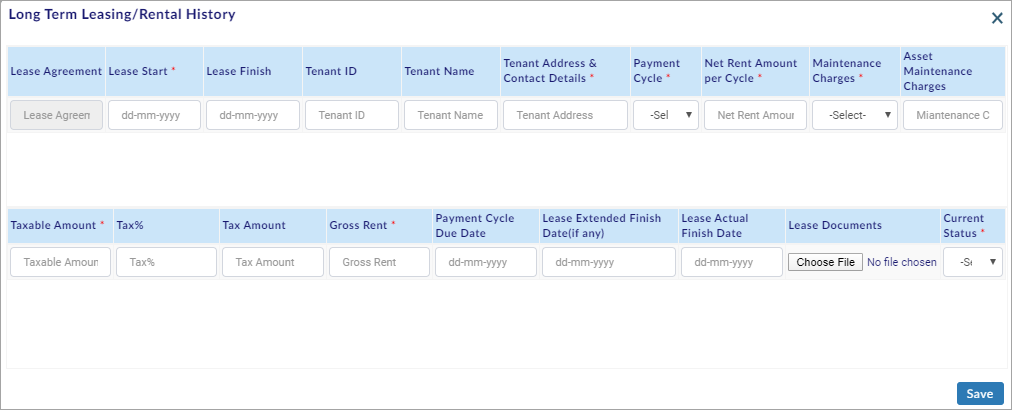 Long Term Leasing/Rental History
Lease Agreement Lease Start * Lease Finish Tenant ID Tenant Name Tenant Address & Contact Details * Payment Cycle * Net Rent Amount per Cycle * Maintenance Charges * Asset Maintenance Charges
Lease Agreen dd-mm-yyyy dd-mm-yyyy Tenant ID Tenant Name Tenant Address -Sel Net Rent Amour -Select- Miantenance C
Taxable Amount * Tax% Tax Amount Gross Rent * Payment Cycle Due Date Lease Extended Finish Date(if any) Lease Actual Finish Date Lease Documents Current Status *
Taxable Amour Tax% Tax Amount Gross Rent dd-mm-yyyy dd-mm-yyyy dd-mm-yyyy Choose File No file chosen -Se
Save